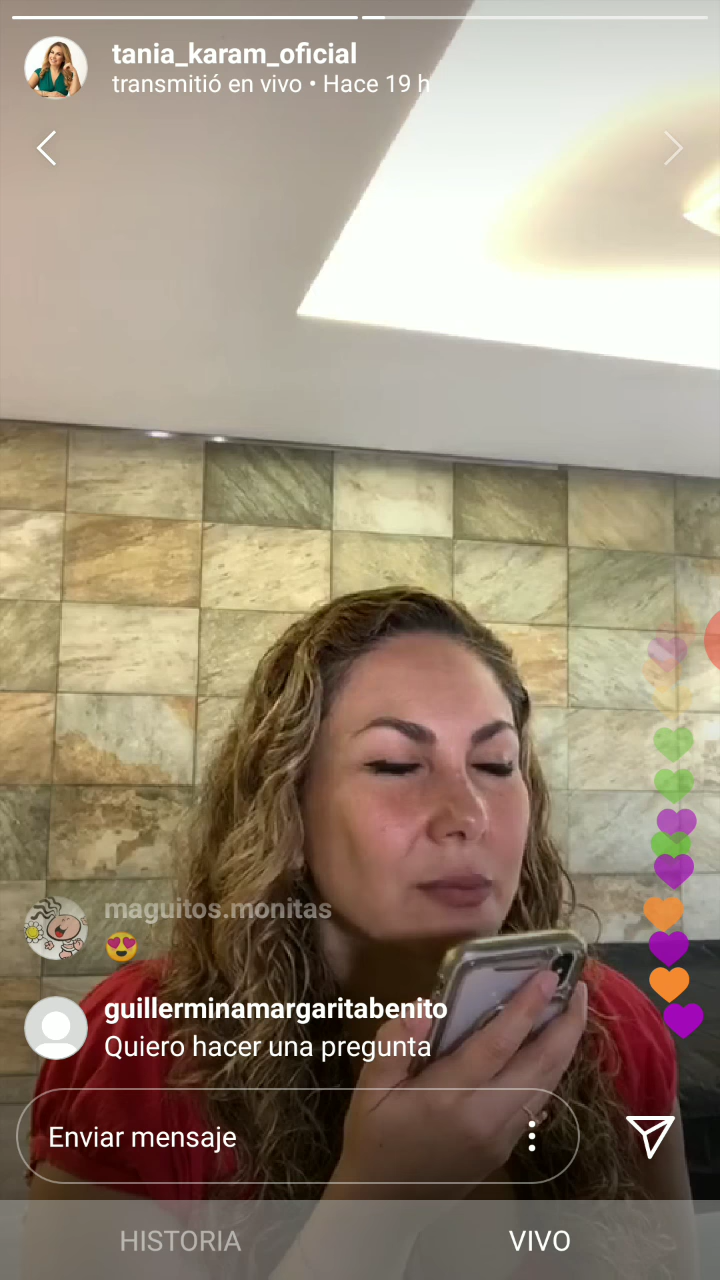 tania_karam_oficial
transmitió en vivo • Hace 19 h
maguitos.monitas
😍
guillerminamargaritabenito
Quiero hacer una pregunta
Enviar mensaje
HISTORIA
VIVO